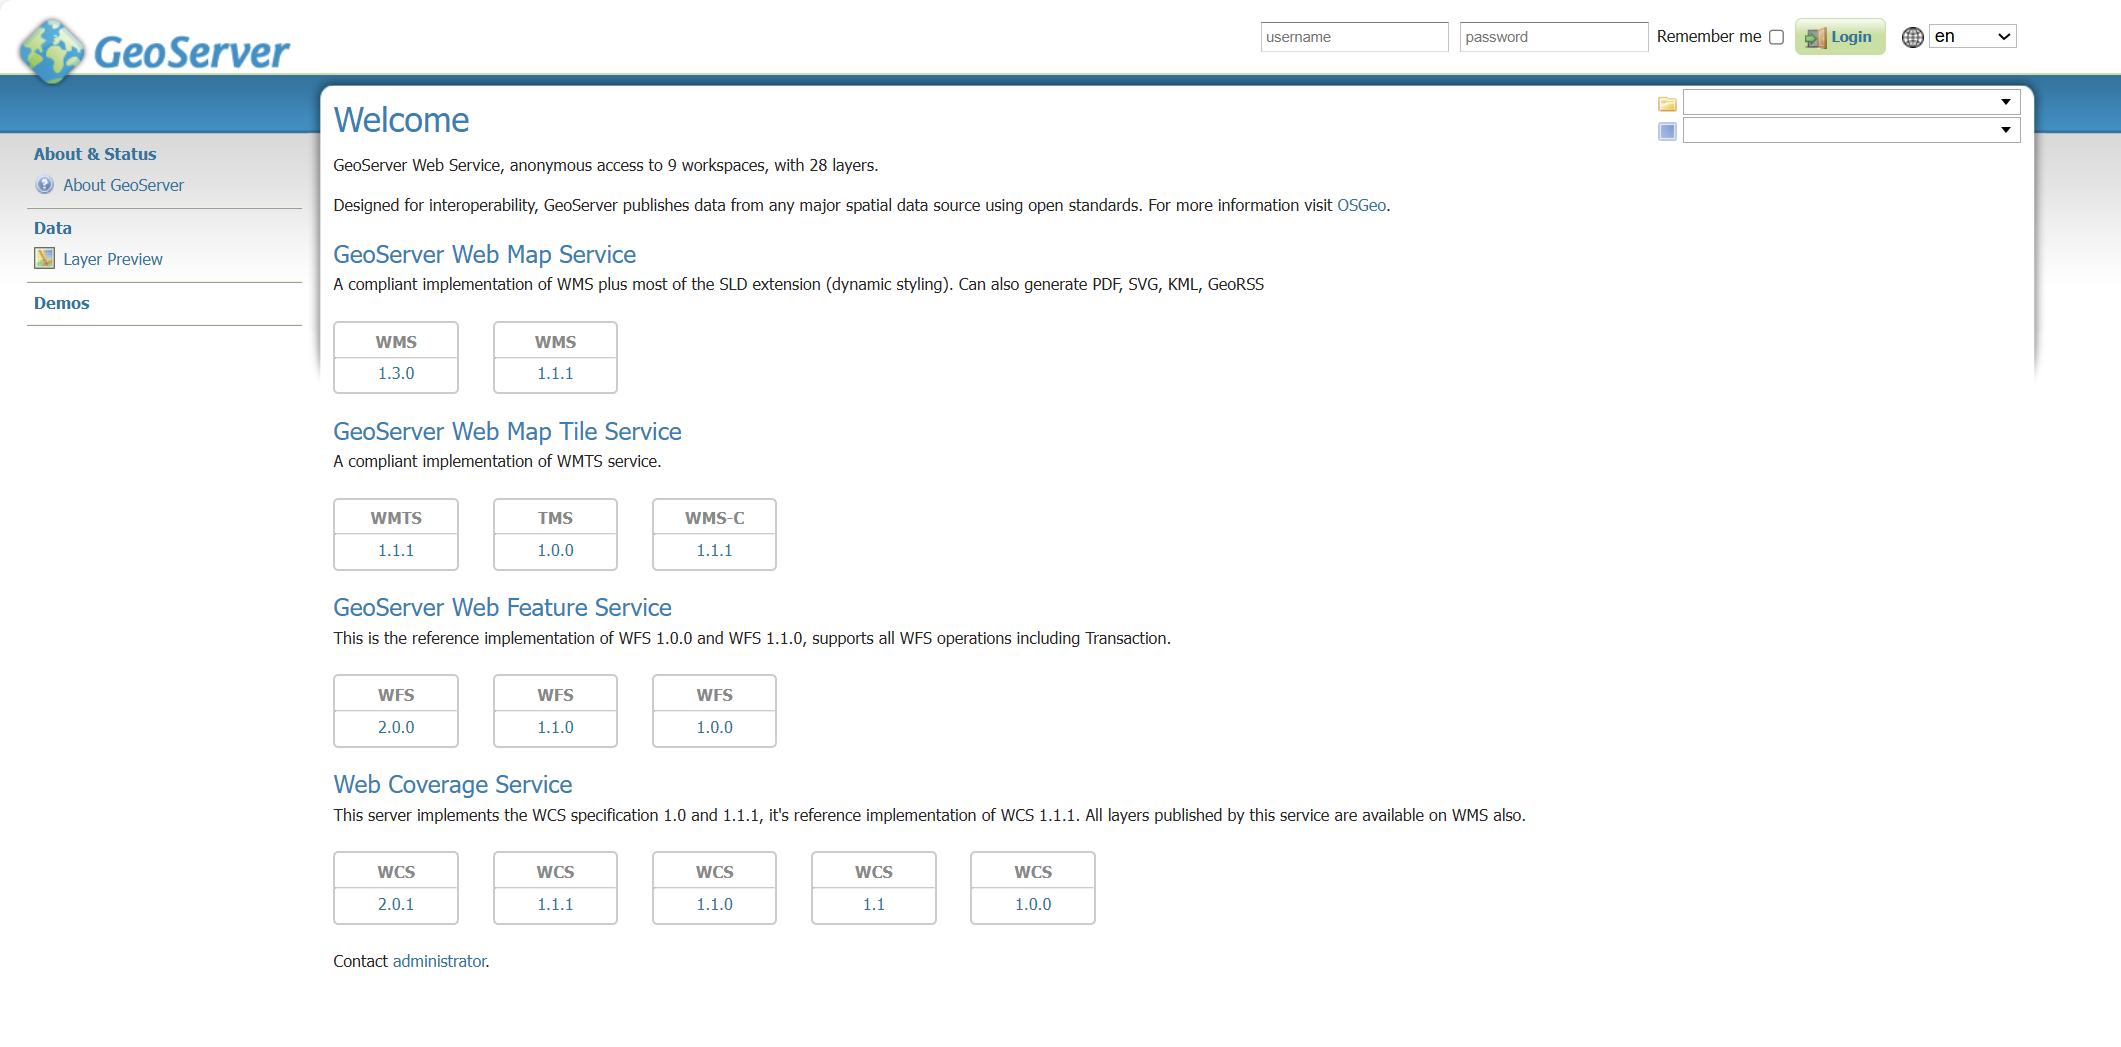 GeoServer
username
password
Remember me
Login
en
About & Status
About GeoServer
Data
Layer Preview
Demos
Welcome
GeoServer Web Service, anonymous access to 9 workspaces, with 28 layers.
Designed for interoperability, GeoServer publishes data from any major spatial data source using open standards. For more information visit OSGeo.
GeoServer Web Map Service
A compliant implementation of WMS plus most of the SLD extension (dynamic styling). Can also generate PDF, SVG, KML, GeoRSS
WMS WMS
1.3.0 1.1.1
GeoServer Web Map Tile Service
A compliant implementation of WMTS service.
WMTS TMS WMS-C
1.1.1 1.0.0 1.1.1
GeoServer Web Feature Service
This is the reference implementation of WFS 1.0.0 and WFS 1.1.0, supports all WFS operations including Transaction.
WFS WFS WFS
2.0.0 1.1.0 1.0.0
Web Coverage Service
This server implements the WCS specification 1.0 and 1.1.1, it's reference implementation of WCS 1.1.1. All layers published by this service are available on WMS also.
WCS WCS WCS WCS WCS
2.0.1 1.1.1 1.1.0 1.1 1.0.0
Contact administrator.